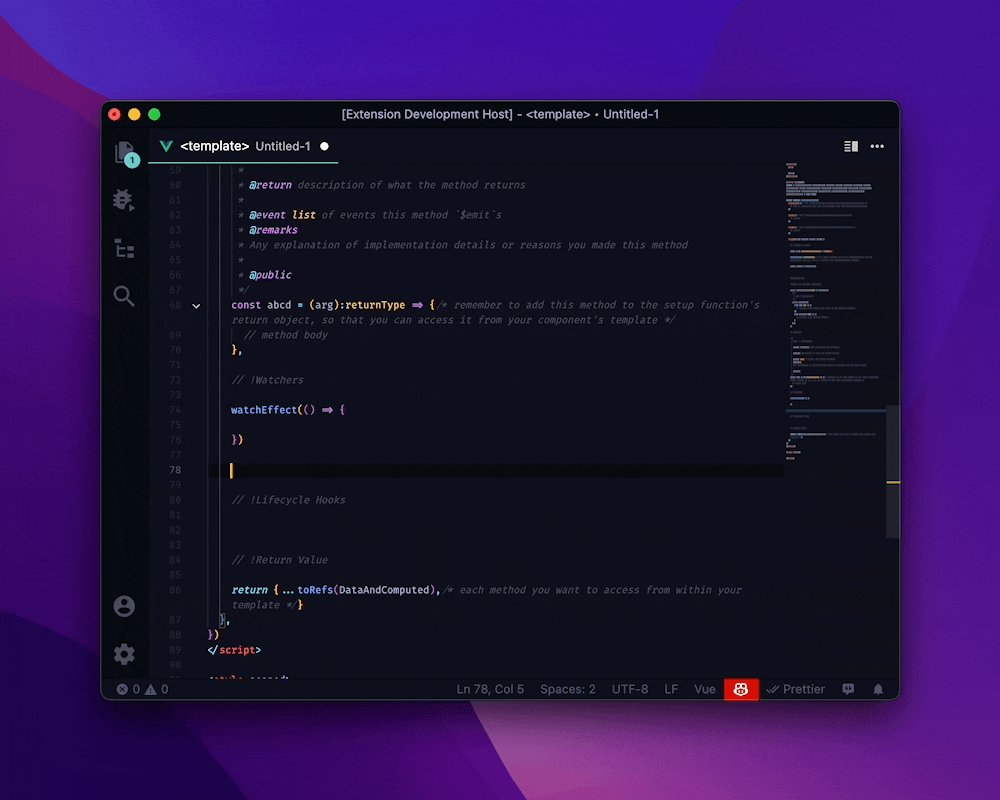 [Extension Development Host] - <template> • Untitled-1
<template> Untitled-1
1
59 *
60 * @return description of what the method returns
61 *
62 * @event list of events this method `$emit`s
63 * @remarks
64 * Any explanation of implementation details or reasons you made this method
65 *
66 * @public
67 */
68 const abcd = (arg):returnType => {/* remember to add this method to the setup function's
return object, so that you can access it from your component's template */
69 // method body
70 },
71
72 // !Watchers
73
74 watchEffect(() => {
75
76 })
77
78
79
80 // !Lifecycle Hooks
81
82
83
84 // !Return Value
85
86 return {...toRefs(DataAndComputed),/* each method you want to access from within your
template */}
87 },
88 })
89 </script>
90
0 0 Ln 78, Col 5 Spaces: 2 UTF-8 LF Vue Prettier